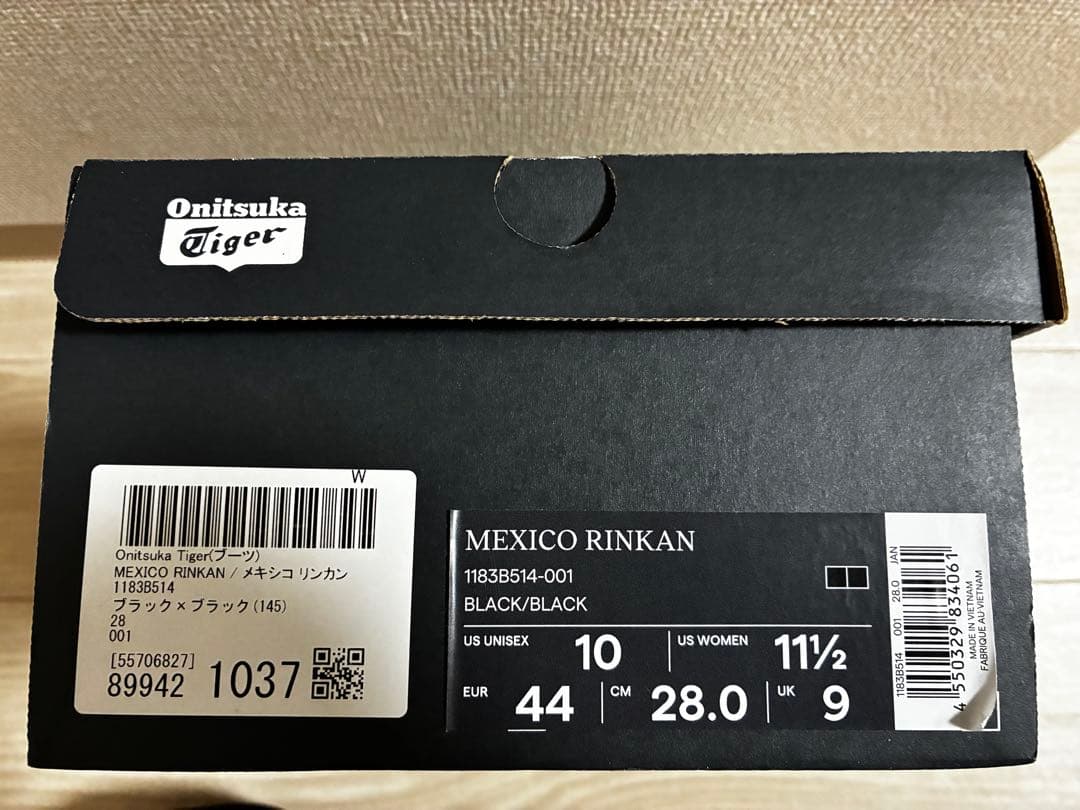 Onitsuka
Tiger
W
Onitsuka Tiger(ブーツ)
MEXICO RINKAN / メキシコ リンカン
1183B514
ブラック×ブラック(145)
28
001
[55706827]
89942 1037
MEXICO RINKAN
1183B514-001
BLACK/BLACK
US UNISEX 10 US WOMEN 11½
EUR 44 CM 28.0 UK 9
1183B514 001 28.0 JAN
4 550329 834061
MADE IN VIETNAM
FABRIQUE AU VIETNAM